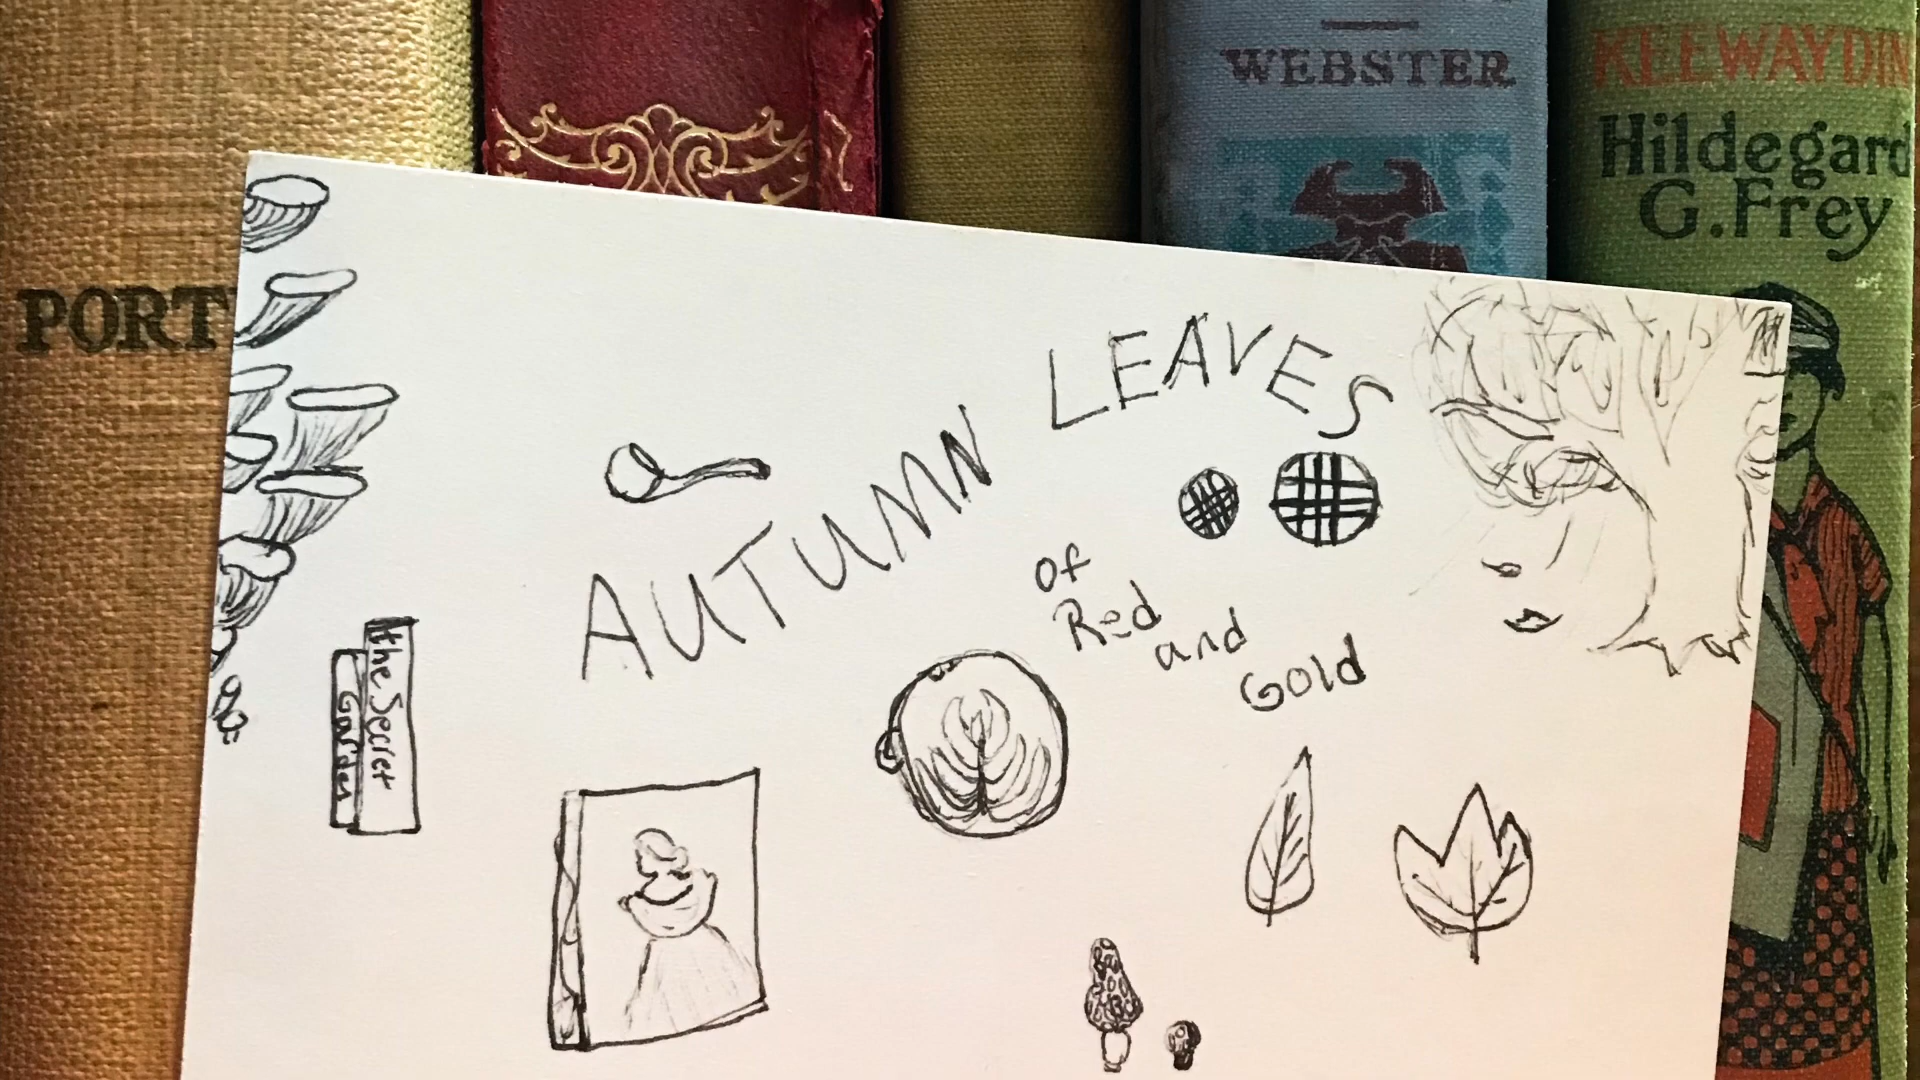 WEBSTER
KEEWAYDIN
Hildegard
G. Frey
PORT
AUTUMN LEAVES
of
Red
and
Gold
the Secret
Garden